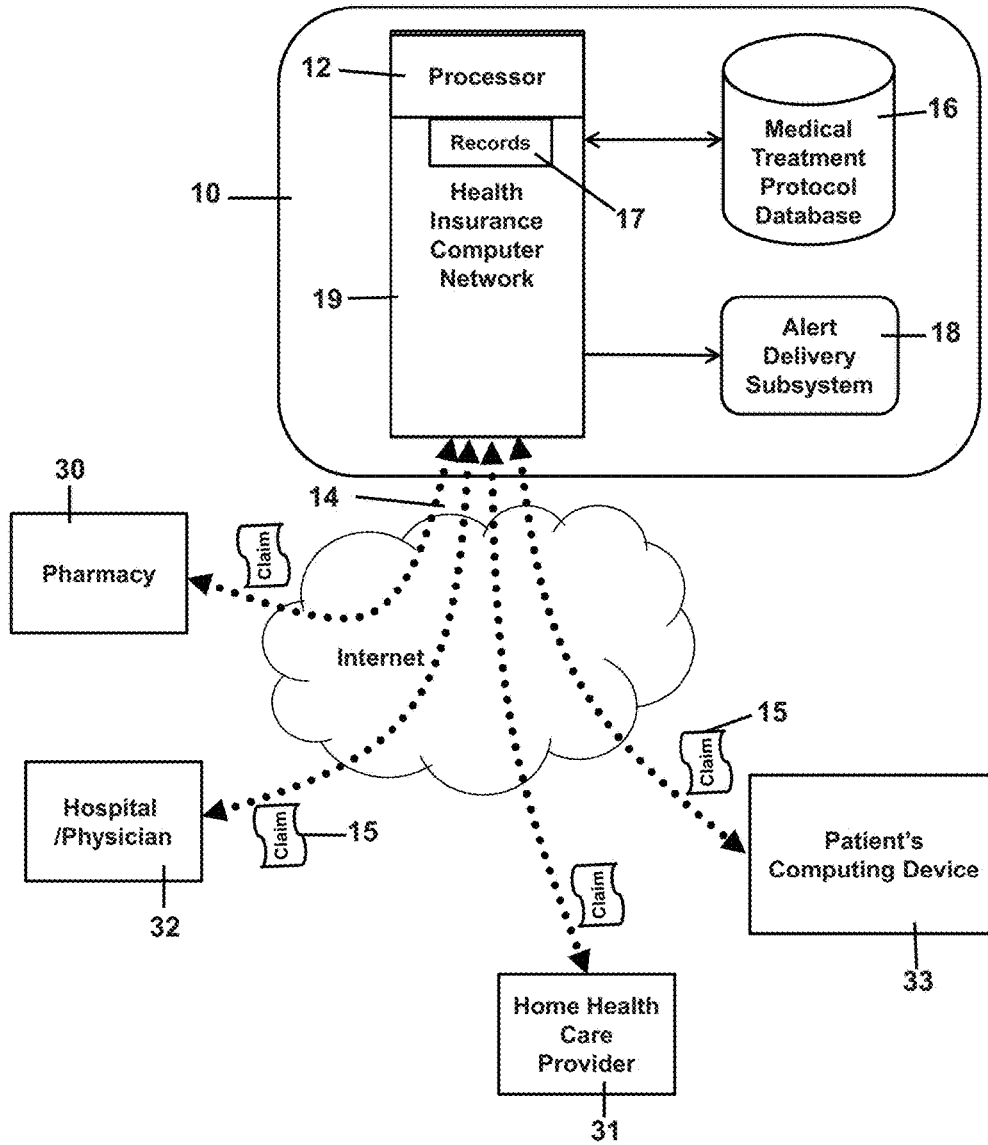 12
Processor
Records
17
Health
Insurance
Computer
Network
19
10
Medical
Treatment
Protocol
Database
16
Alert
Delivery
Subsystem
18
14
30
Pharmacy
Claim
Internet
Hospital
/Physician
32
Claim
15
Claim
Home Health
Care
Provider
31
Claim
15
Patient's
Computing Device
33